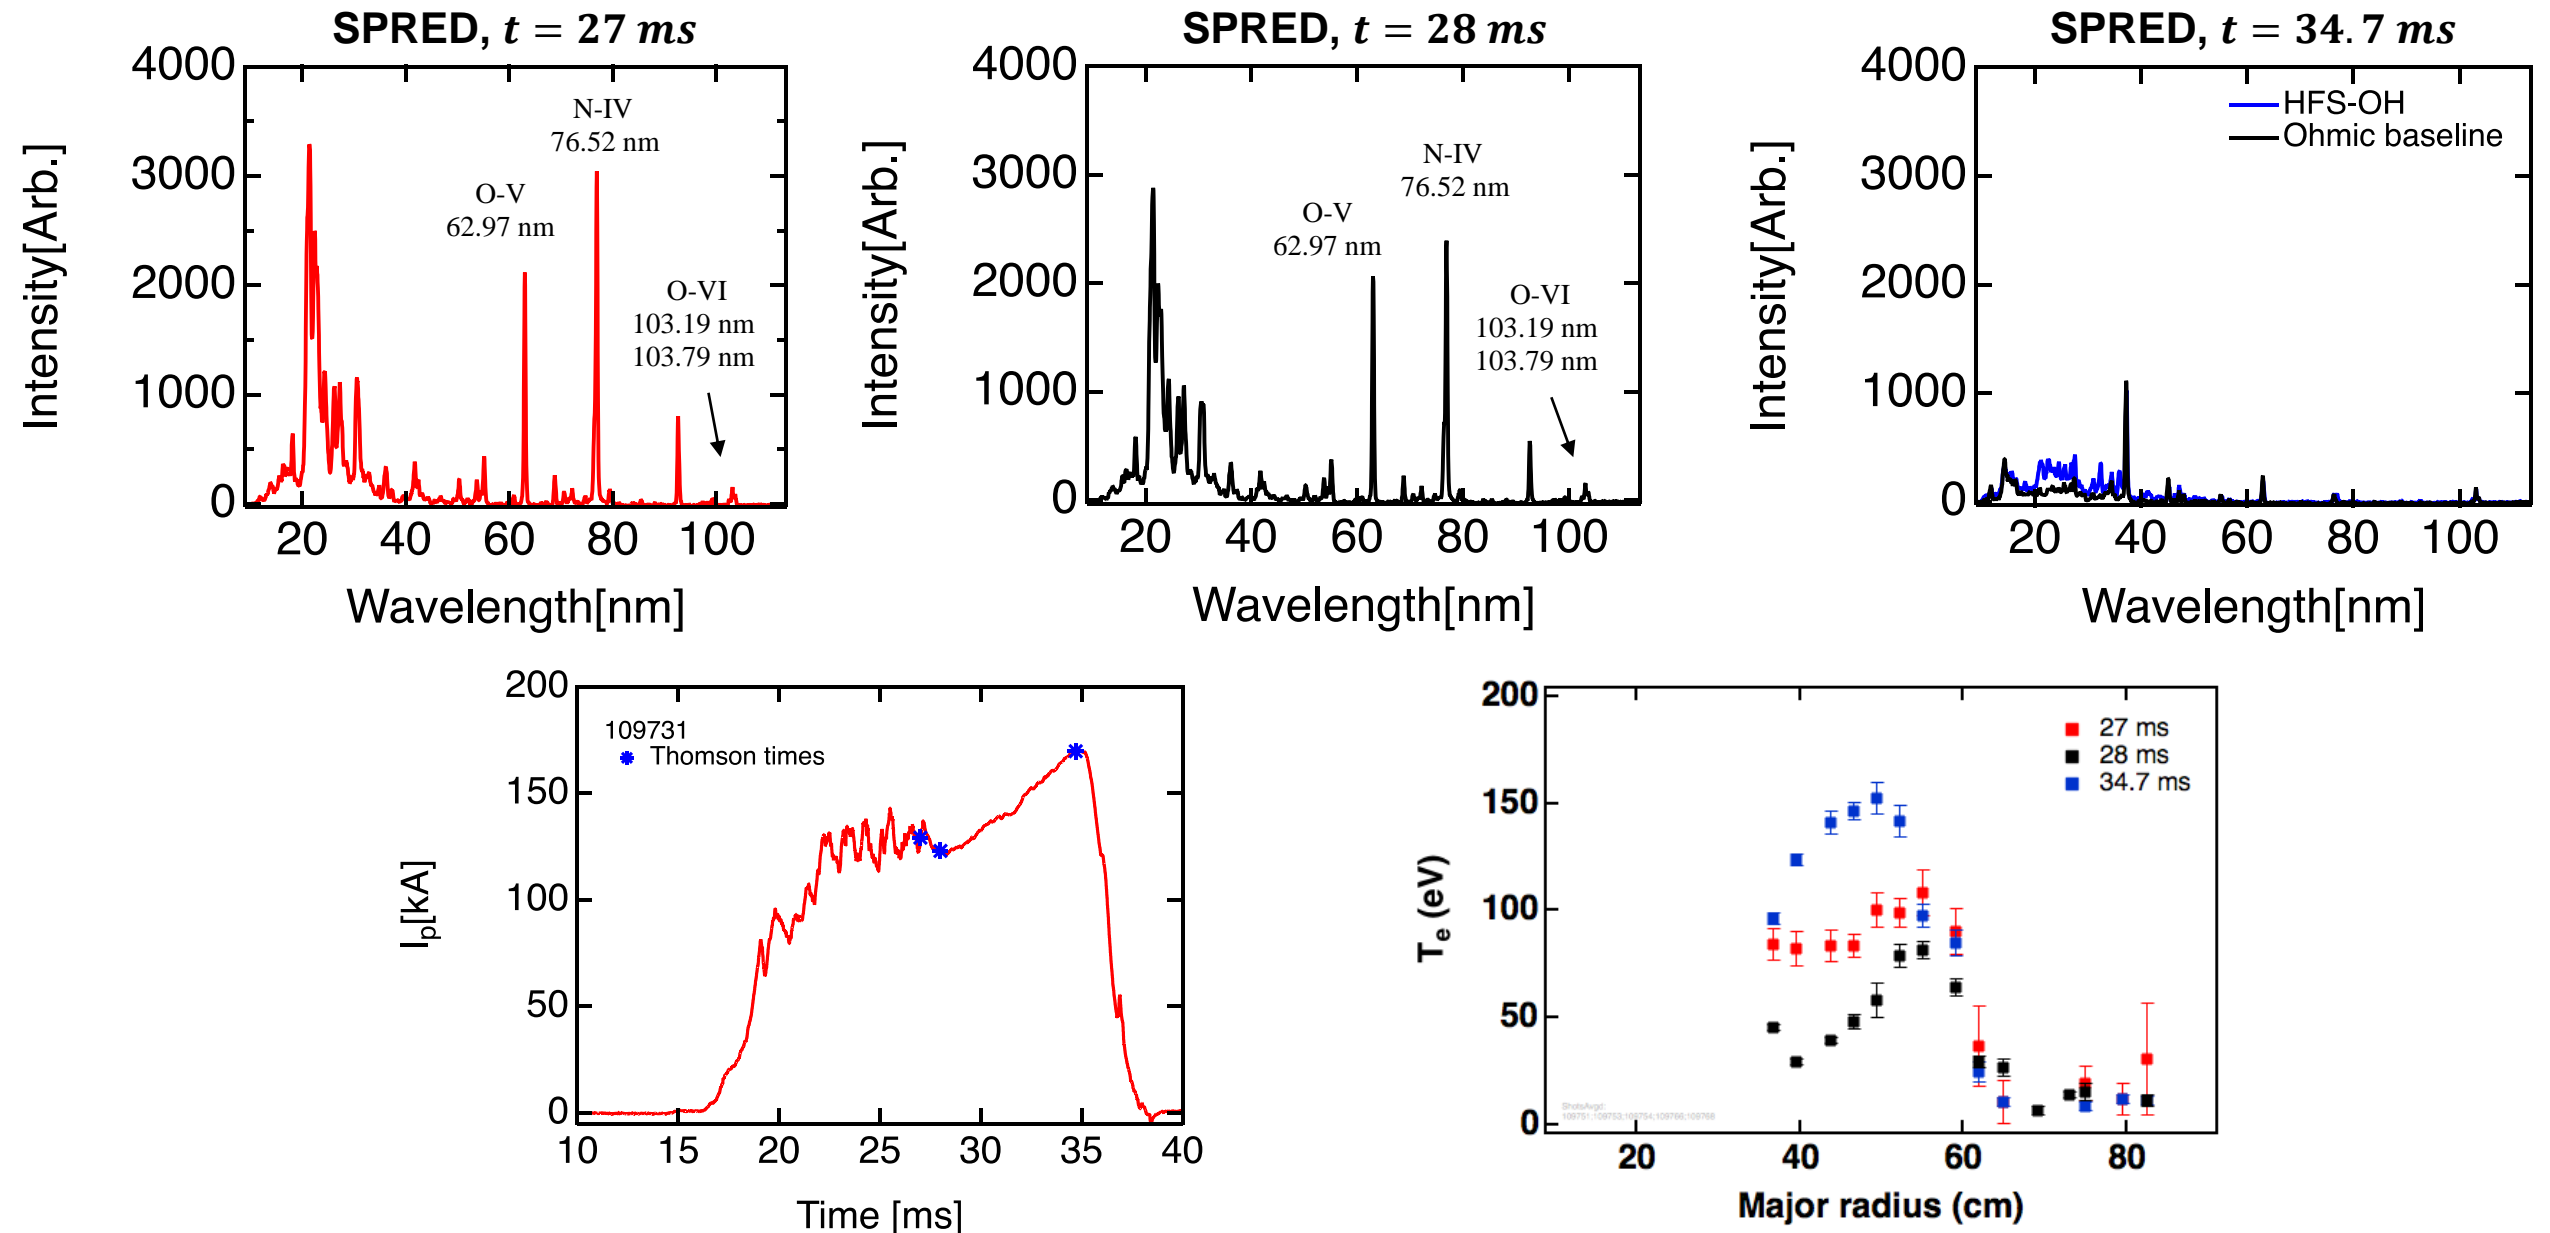 SPRED, t = 27 ms
4000
3000
2000
1000
0
Intensity[Arb.]
N-IV
76.52 nm
O-V
62.97 nm
O-VI
103.19 nm
103.79 nm
20 40 60 80 100
Wavelength[nm]
SPRED, t = 28 ms
4000
3000
2000
1000
0
Intensity[Arb.]
N-IV
76.52 nm
O-V
62.97 nm
O-VI
103.19 nm
103.79 nm
20 40 60 80 100
Wavelength[nm]
SPRED, t = 34.7 ms
4000
3000
2000
1000
0
Intensity[Arb.]
HFS-OH
Ohmic baseline
20 40 60 80 100
Wavelength[nm]
200
150
100
50
0
Ip[kA]
109731
Thomson times
10 15 20 25 30 35 40
Time [ms]
200
150
100
50
0
Te (eV)
27 ms
28 ms
34.7 ms
ShotsAvgd:
109751;109753;109754;109766;109768
20 40 60 80
Major radius (cm)